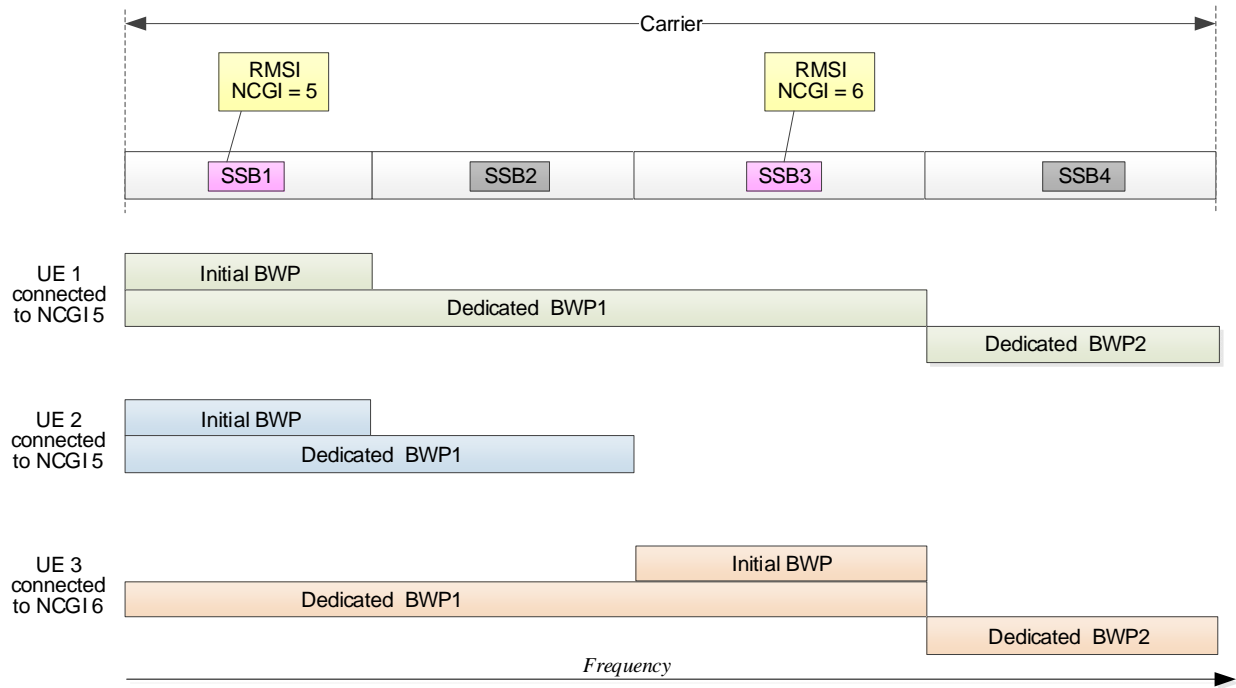 Carrier
RMSI
NCGI = 5
RMSI
NCGI = 6
SSB1
SSB2
SSB3
SSB4
UE 1
connected
to NCGI 5
Initial BWP
Dedicated BWP1
Dedicated BWP2
UE 2
connected
to NCGI 5
Initial BWP
Dedicated BWP1
UE 3
connected
to NCGI 6
Initial BWP
Dedicated BWP1
Dedicated BWP2
Frequency